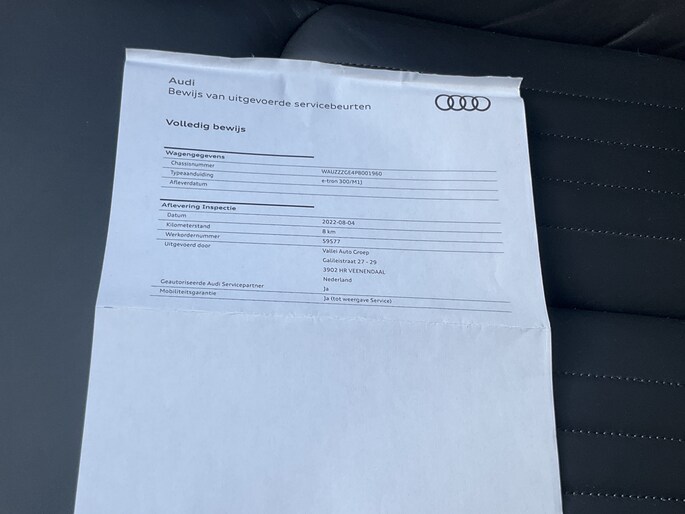 Audi
Bewijs van uitgevoerde servicebeurten
Volledig bewijs
Wagengegevens
Chassisnummer WAUZZZGE4PB001960
Typeaanduiding e-tron 300/M1J
Afleverdatum
Aflevering Inspectie
Datum 2022-08-04
Kilometerstand 8 km
Werkordernummer 59577
Uitgevoerd door Vallei Auto Groep
Galileistraat 27 - 29
3902 HR VEENENDAAL
Nederland
Geautoriseerde Audi Servicepartner Ja
Mobiliteitsgarantie Ja (tot weergave Service)